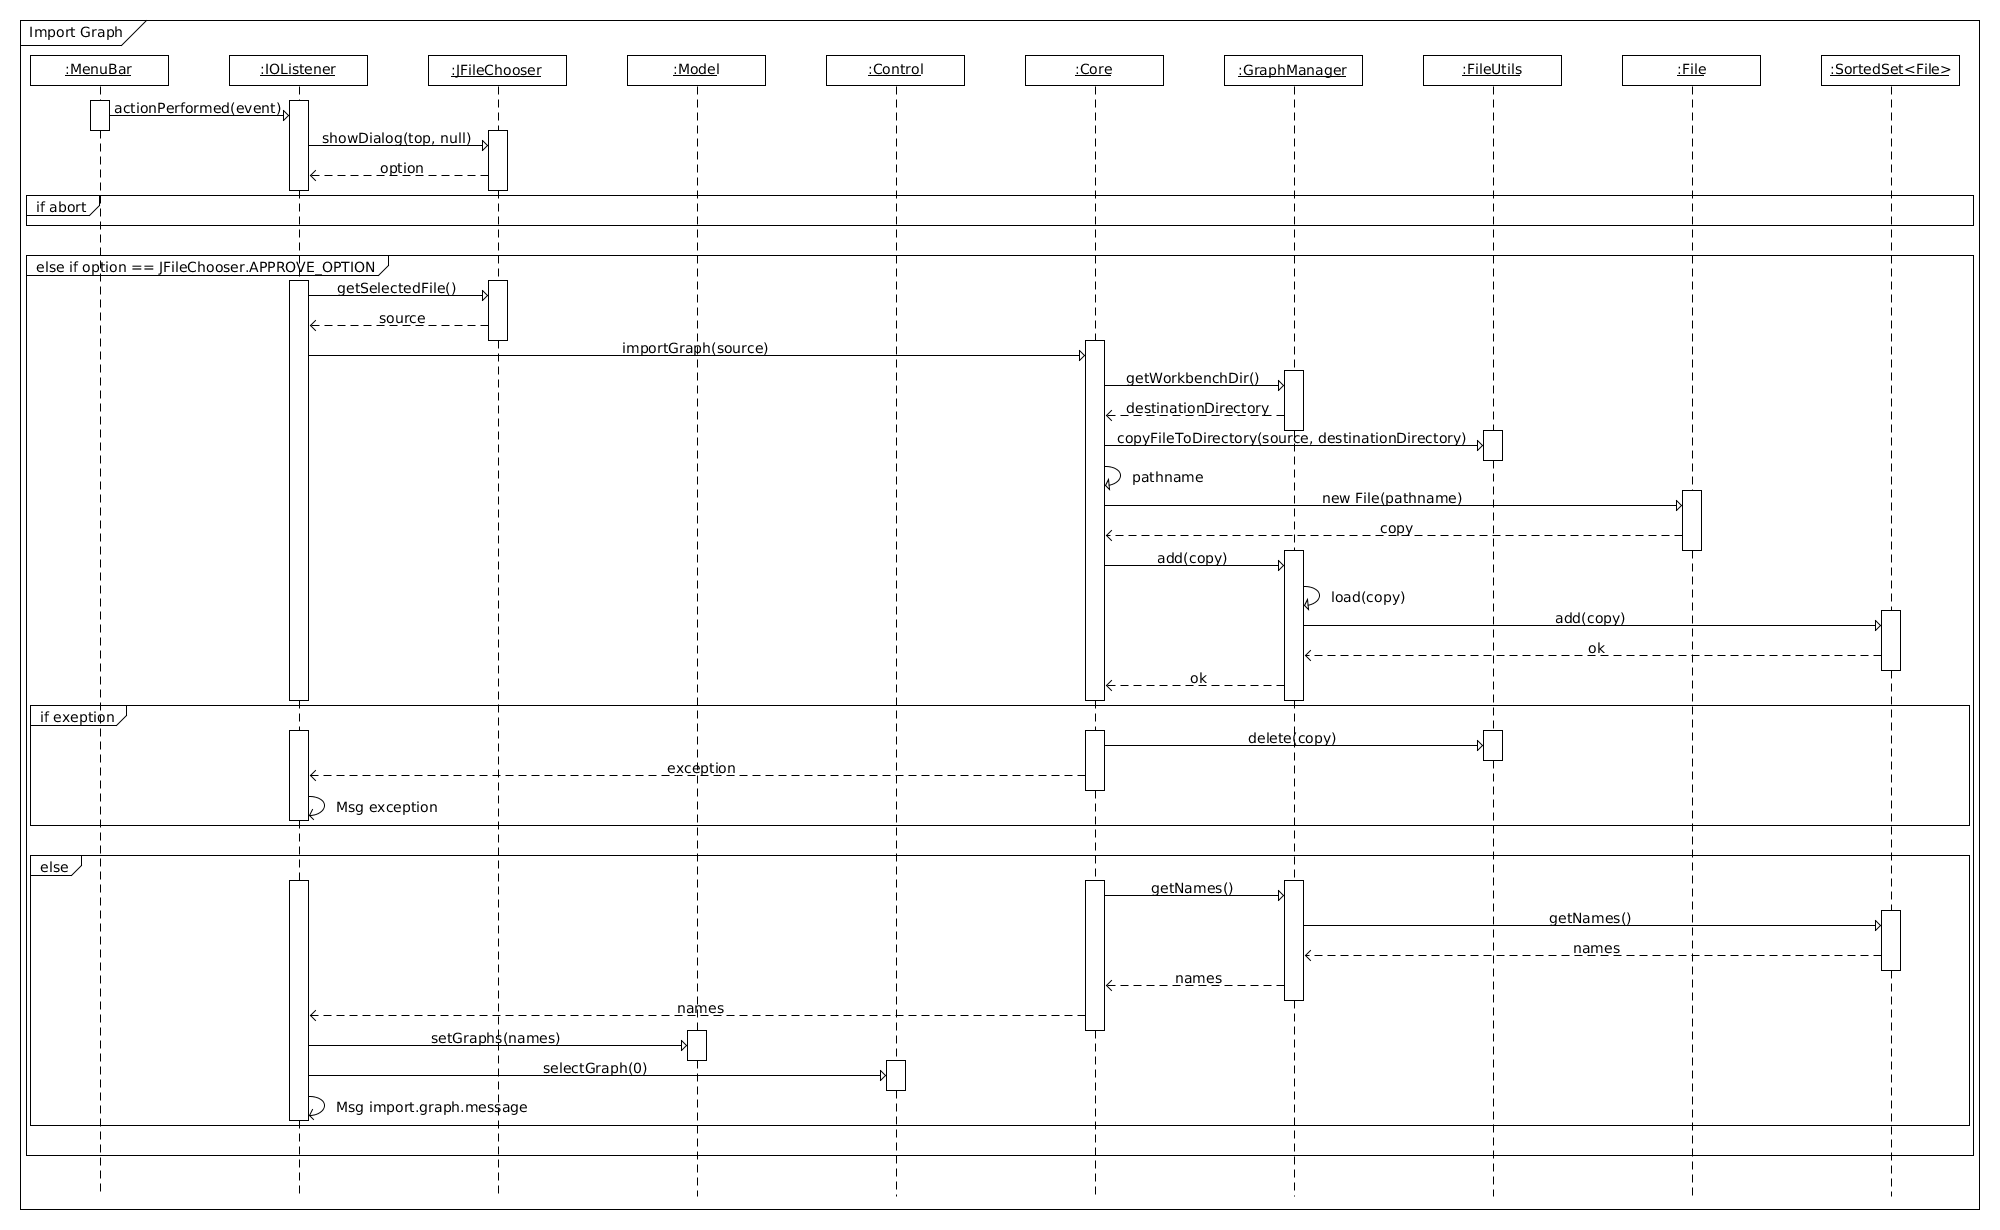 Import Graph
:MenuBar
:IOListener
:JFileChooser
:Model
:Control
:Core
:GraphManager
:FileUtils
:File
:SortedSet<File>
actionPerformed(event)
showDialog(top, null)
option
if abort
else if option == JFileChooser.APPROVE_OPTION
getSelectedFile()
source
importGraph(source)
getWorkbenchDir()
destinationDirectory
copyFileToDirectory(source, destinationDirectory)
pathname
new File(pathname)
copy
add(copy)
load(copy)
add(copy)
ok
ok
if exeption
delete(copy)
exception
Msg exception
else
getNames()
getNames()
names
names
names
setGraphs(names)
selectGraph(0)
Msg import.graph.message